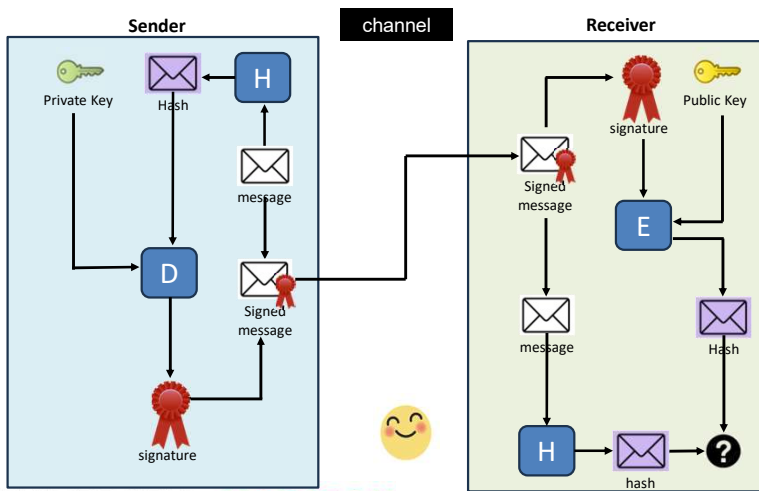 Sender
channel
Receiver
Private Key
Hash
H
message
D
Signed
message
signature
signature
Public Key
Signed
message
E
message
Hash
H
hash
?